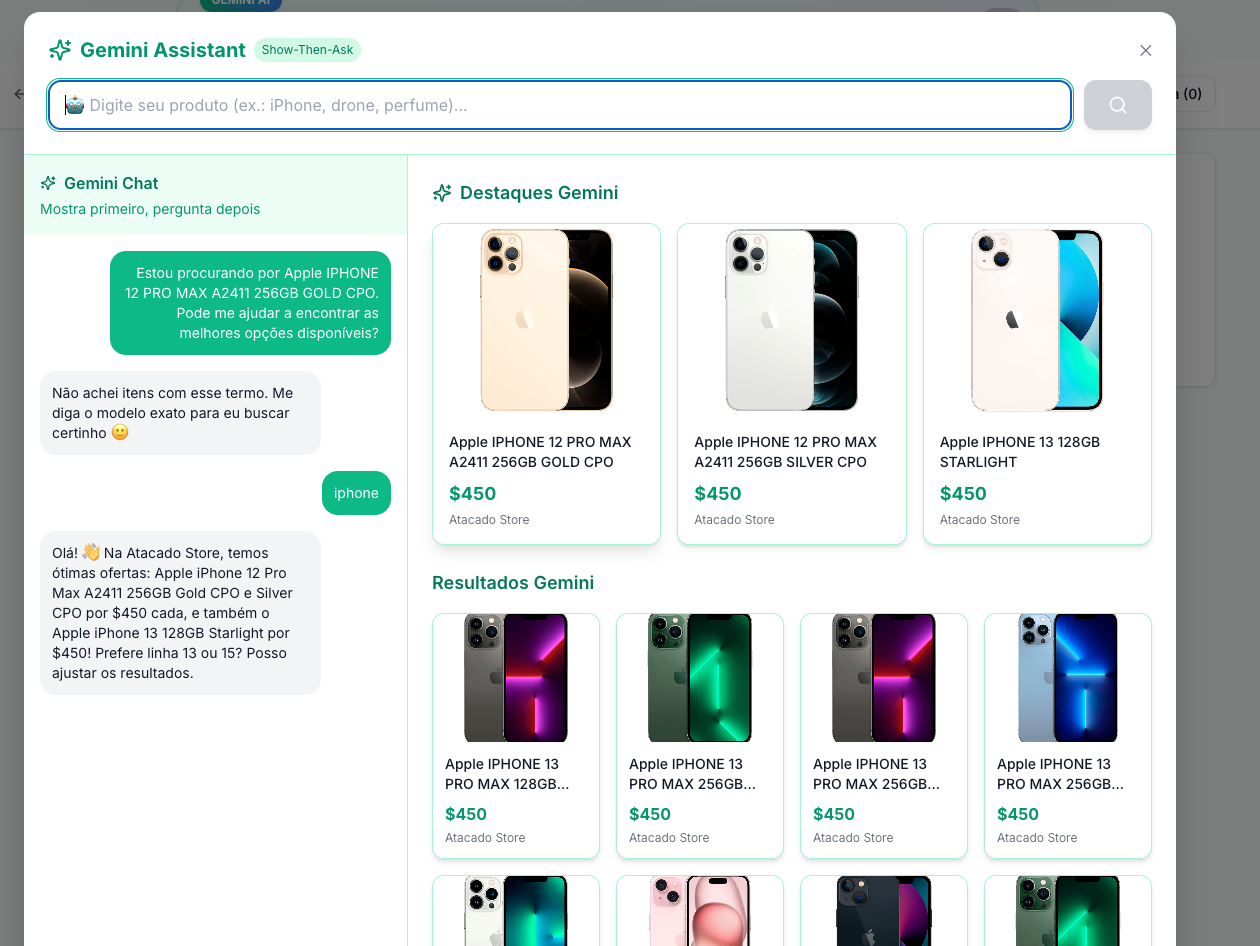 GEMINI AI
Gemini Assistant
Show-Then-Ask
🤖 Digite seu produto (ex.: iPhone, drone, perfume)...
a (0)
Gemini Chat
Mostra primeiro, pergunta depois
Estou procurando por Apple IPHONE
12 PRO MAX A2411 256GB GOLD CPO.
Pode me ajudar a encontrar as
melhores opções disponíveis?
Não achei itens com esse termo. Me
diga o modelo exato para eu buscar
certinho 🙂
iphone
Olá! 👋 Na Atacado Store, temos
ótimas ofertas: Apple iPhone 12 Pro
Max A2411 256GB Gold CPO e Silver
CPO por $450 cada, e também o
Apple iPhone 13 128GB Starlight por
$450! Prefere linha 13 ou 15? Posso
ajustar os resultados.
Destaques Gemini
Apple IPHONE 12 PRO MAX
A2411 256GB GOLD CPO
$450
Atacado Store
Apple IPHONE 12 PRO MAX
A2411 256GB SILVER CPO
$450
Atacado Store
Apple IPHONE 13 128GB
STARLIGHT
$450
Atacado Store
Resultados Gemini
Apple IPHONE 13
PRO MAX 128GB...
$450
Atacado Store
Apple IPHONE 13
PRO MAX 256GB...
$450
Atacado Store
Apple IPHONE 13
PRO MAX 256GB...
$450
Atacado Store
Apple IPHONE 13
PRO MAX 256GB...
$450
Atacado Store